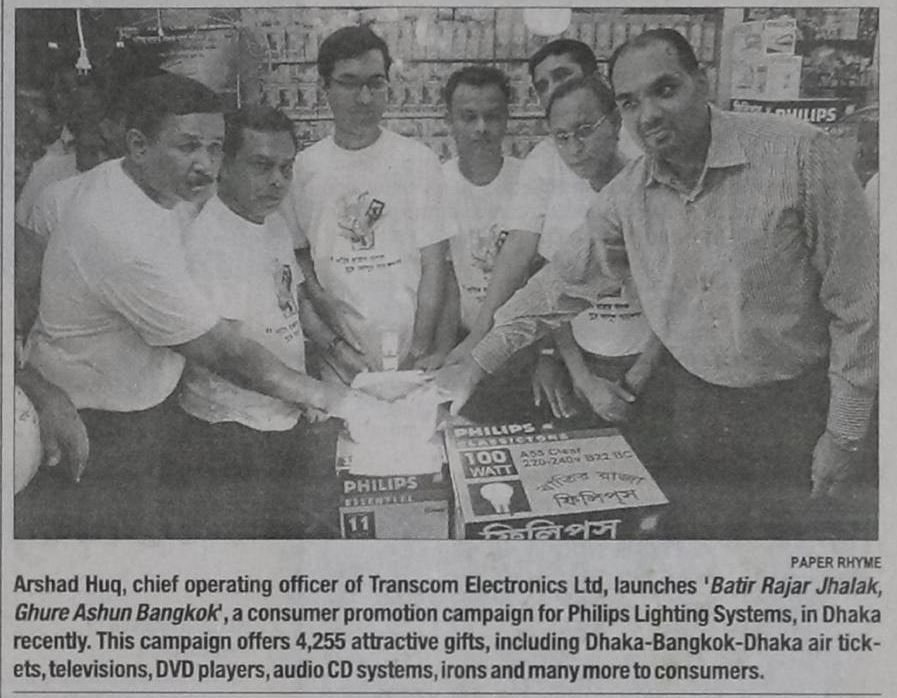 PHILIPS
PHILIPS
CLASSICTONE
100
WATT
A55 Clear
220-240v B22 BC
বাতির রাজা
ফিলিপ্‌স
ফিলিপ্‌স
PHILIPS
ESSENTIAL
11
PAPER RHYME
Arshad Huq, chief operating officer of Transcom Electronics Ltd, launches 'Batir Rajar Jhalak,
Ghure Ashun Bangkok', a consumer promotion campaign for Philips Lighting Systems, in Dhaka
recently. This campaign offers 4,255 attractive gifts, including Dhaka-Bangkok-Dhaka air tick-
ets, televisions, DVD players, audio CD systems, irons and many more to consumers.